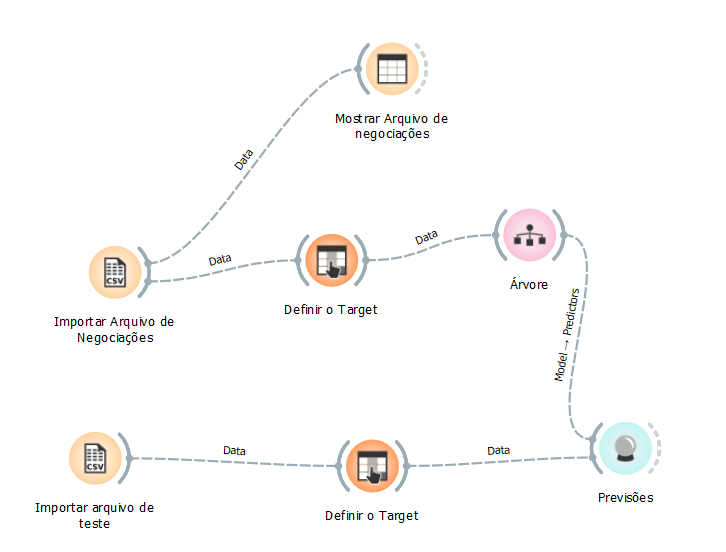 Mostrar Arquivo de
negociações
Data
Data
CSV
Importar Arquivo de
Negociações
Definir o Target
Data
Árvore
Model → Predictors
CSV
Importar arquivo de
teste
Data
Definir o Target
Data
Previsões